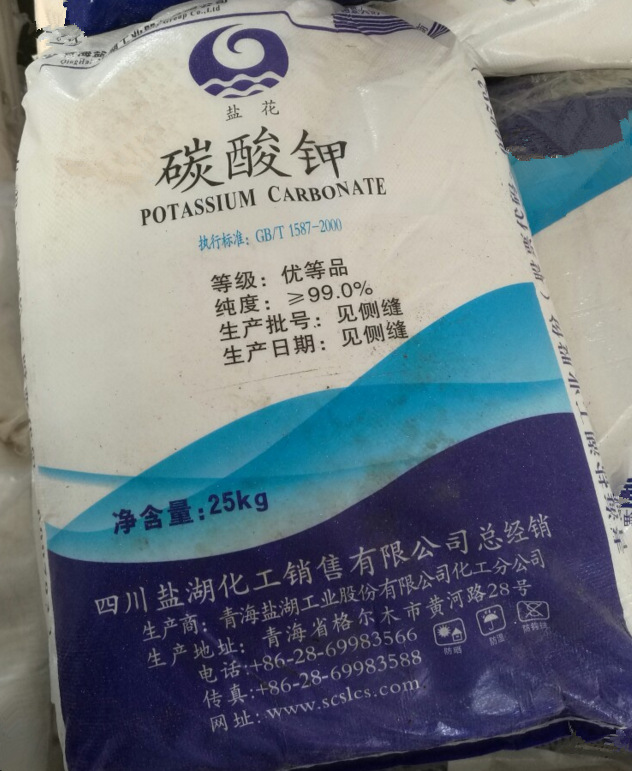 盐花
碳酸钾
POTASSIUM CARBONATE
执行标准: GB/T 1587-2000
等级: 优等品
纯度: ≥99.0%
生产批号: 见侧缝
生产日期: 见侧缝
净含量:25kg
四川盐湖化工销售有限公司总经销
生产商: 青海盐湖工业股份有限公司化工分公司
生产地址: 青海省格尔木市黄河路28号
电话:+86-28-69983566
传真:+86-28-69983588
网址: www.scslcs.com
防晒 防湿